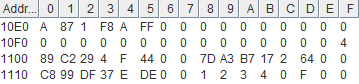 Addr... 0 1 2 3 4 5 6 7 8 9 A B C D E F
10E0 A 87 1 F8 A FF 0 0 0 0 0 0 0 0 0 0
10F0 0 0 0 0 0 0 0 0 0 0 0 0 0 0 0 4
1100 89 C2 29 4 F 44 0 0 7D A3 B7 17 2 64 0 0
1110 C8 99 DF 37 E DE 0 0 1 2 3 4 0 F 0 0